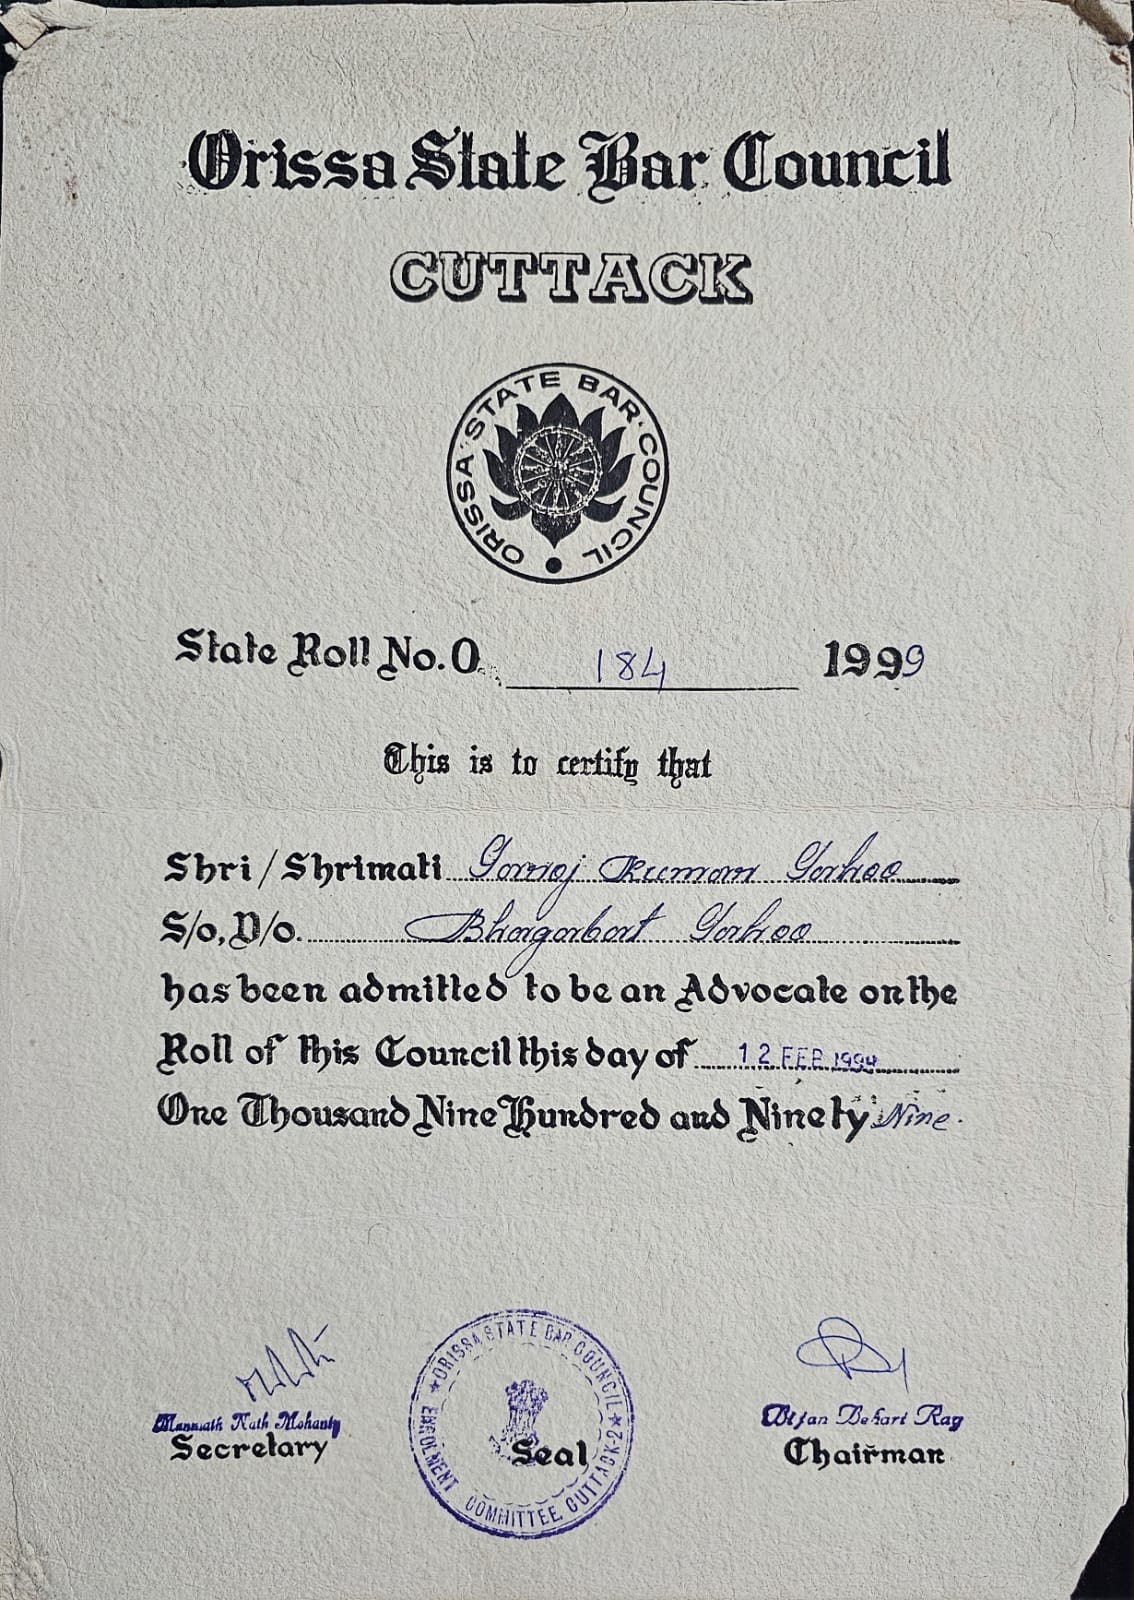 Orissa State Bar Council
CUTTACK
ORISSA STATE BAR COUNCIL
State Roll No. O 184 1999
This is to certify that
Shri / Shrimati Kumar Sahoo
S/o, D/o. Bhagabat Sahoo
has been admitted to be an Advocate on the
Roll of this Council this day of 12 FEB
One Thousand Nine Hundred and Ninety Nine.
Manmath Nath Mohanty
Secretary
ORISSA STATE BAR COUNCIL
ENROLMENT COMMITTEE, CUTTACK-2
Seal
Bijan Behari Ray
Chairman